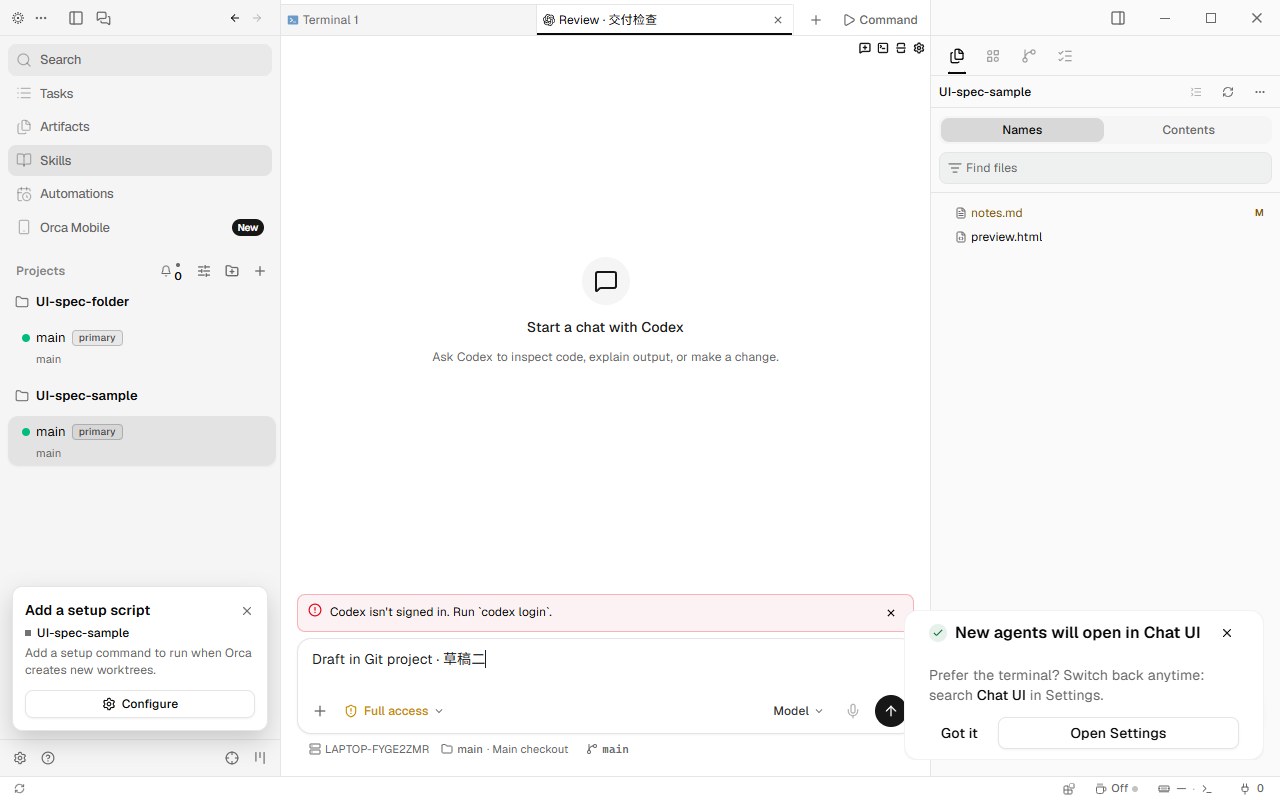 Terminal 1
Review · 交付检查
Command
Search
Tasks
Artifacts
Skills
Automations
Orca Mobile
New
Projects
0
UI-spec-folder
main
primary
main
UI-spec-sample
main
primary
main
Add a setup script
UI-spec-sample
Add a setup command to run when Orca
creates new worktrees.
Configure
Start a chat with Codex
Ask Codex to inspect code, explain output, or make a change.
Codex isn't signed in. Run `codex login`.
Draft in Git project · 草稿二
Full access
Model
LAPTOP-FYGE2ZMR
main · Main checkout
main
UI-spec-sample
Names
Contents
Find files
notes.md
M
preview.html
New agents will open in Chat UI
Prefer the terminal? Switch back anytime:
search Chat UI in Settings.
Got it
Open Settings
Off
— ·
0